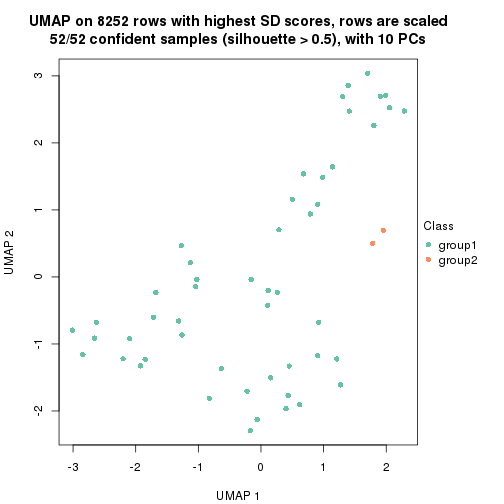 UMAP on 8252 rows with highest SD scores, rows are scaled
52/52 confident samples (silhouette > 0.5), with 10 PCs
3
2
1
0
-1
-2
UMAP 2
Class
group1
group2
-3
-2
-1
0
1
2
UMAP 1